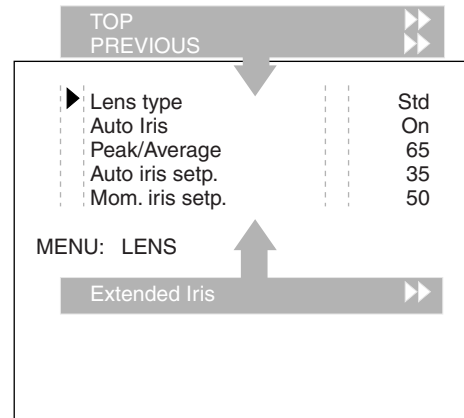 TOP
PREVIOUS
Lens type Std
Auto Iris On
Peak/Average 65
Auto iris setp. 35
Mom. iris setp. 50
MENU: LENS
Extended Iris